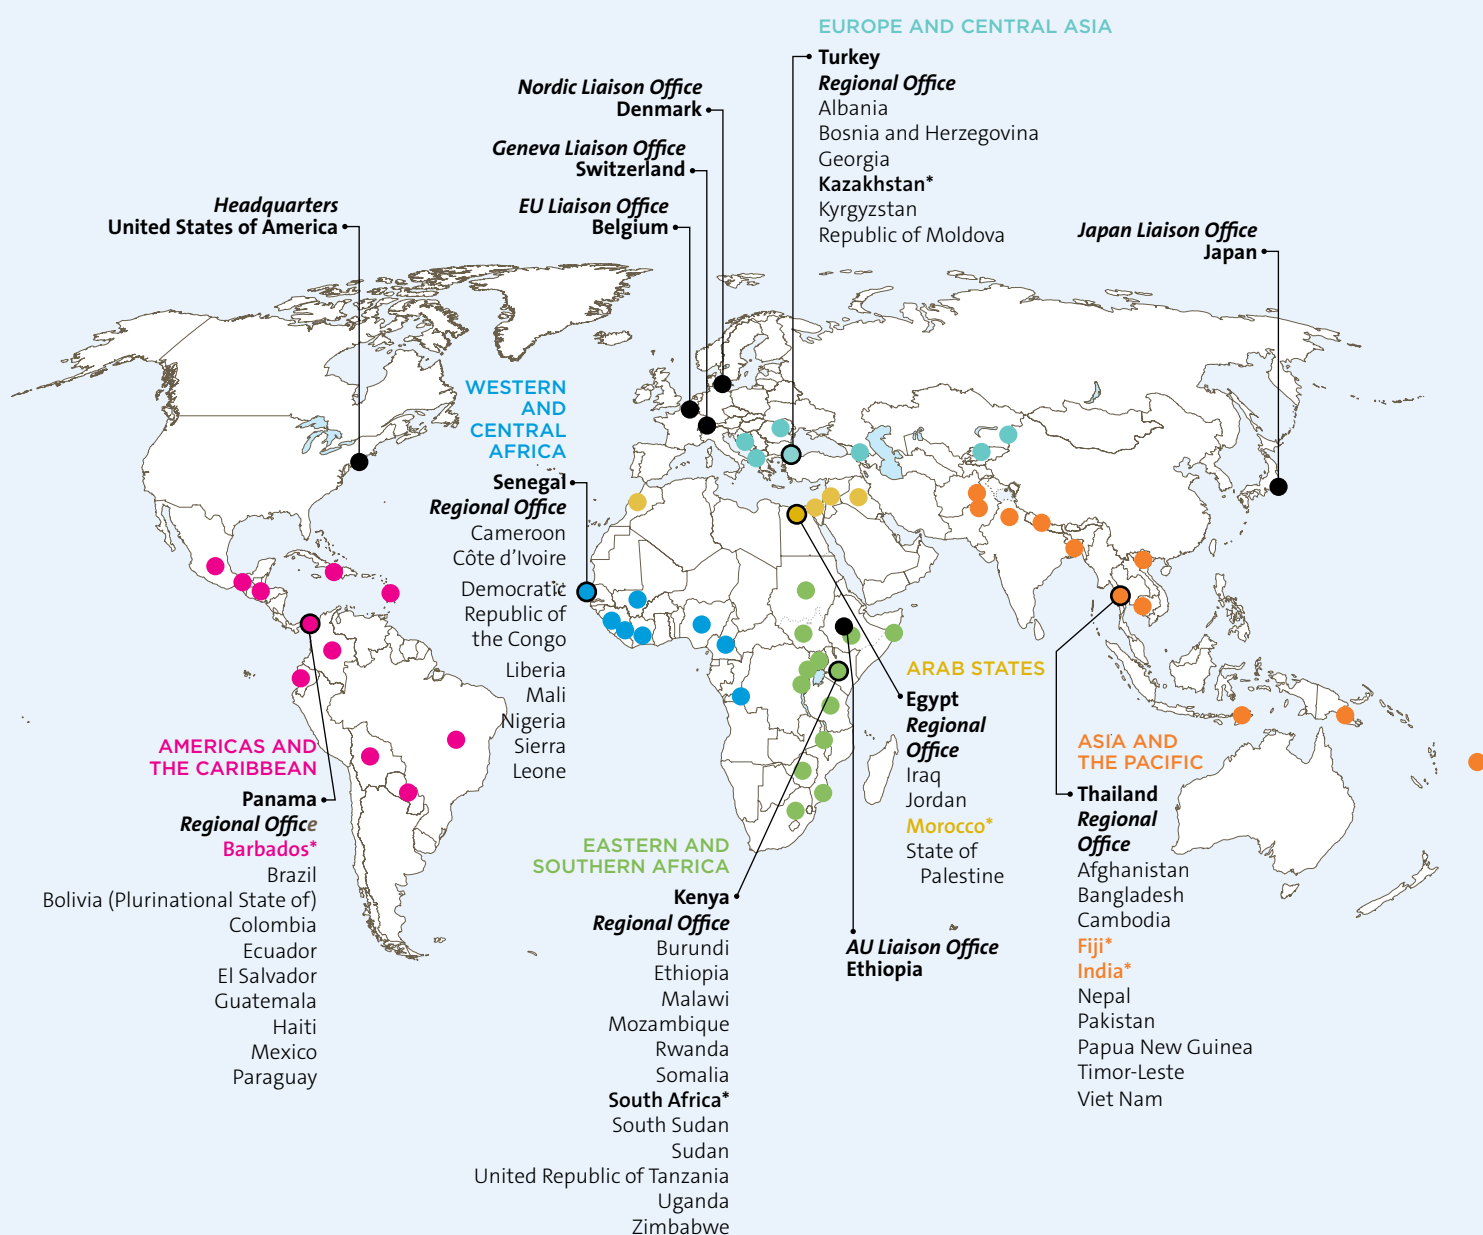 EUROPE AND CENTRAL ASIA
Turkey
Regional Office
Albania
Bosnia and Herzegovina
Georgia
Kazakhstan*
Kyrgyzstan
Republic of Moldova
Nordic Liaison Office
Denmark
Geneva Liaison Office
Switzerland
EU Liaison Office
Belgium
Headquarters
United States of America
Japan Liaison Office
Japan
WESTERN
AND
CENTRAL
AFRICA
Senegal
Regional Office
Cameroon
Côte d’Ivoire
Democratic
Republic of
the Congo
Liberia
Mali
Nigeria
Sierra
Leone
AMERICAS AND
THE CARIBBEAN
Panama
Regional Office
Barbados*
Brazil
Bolivia (Plurinational State of)
Colombia
Ecuador
El Salvador
Guatemala
Haiti
Mexico
Paraguay
EASTERN AND
SOUTHERN AFRICA
Kenya
Regional Office
Burundi
Ethiopia
Malawi
Mozambique
Rwanda
Somalia
South Africa*
South Sudan
Sudan
United Republic of Tanzania
Uganda
Zimbabwe
ARAB STATES
Egypt
Regional
Office
Iraq
Jordan
Morocco*
State of
Palestine
AU Liaison Office
Ethiopia
ASIA AND
THE PACIFIC
Thailand
Regional
Office
Afghanistan
Bangladesh
Cambodia
Fiji*
India*
Nepal
Pakistan
Papua New Guinea
Timor-Leste
Viet Nam